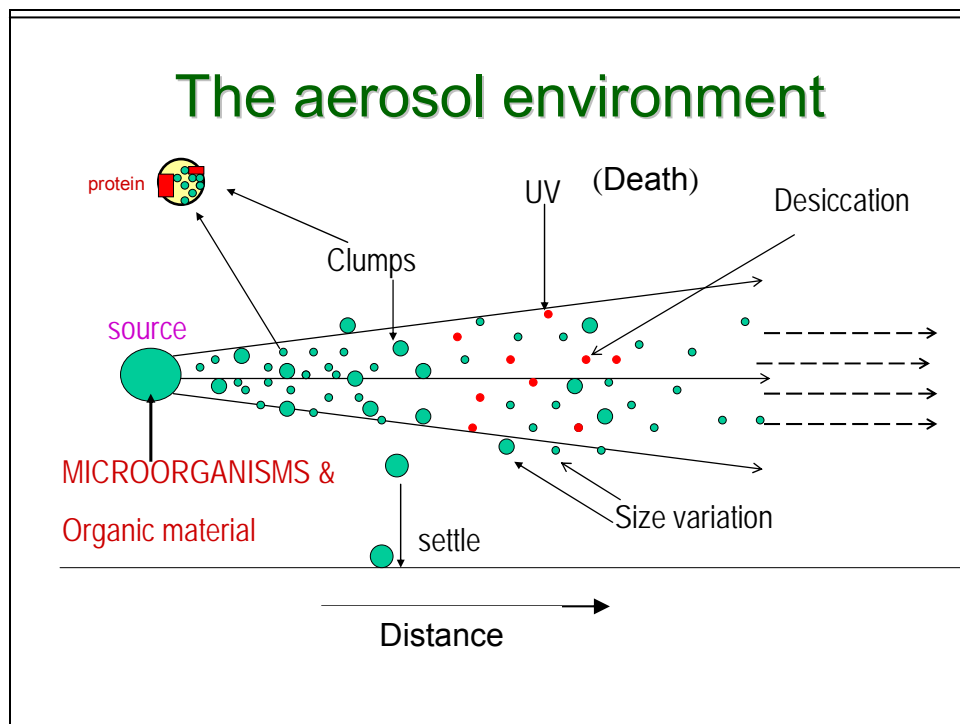 The aerosol environment
protein
UV
(Death)
Desiccation
Clumps
source
MICROORGANISMS &
Organic material
settle
Size variation
Distance